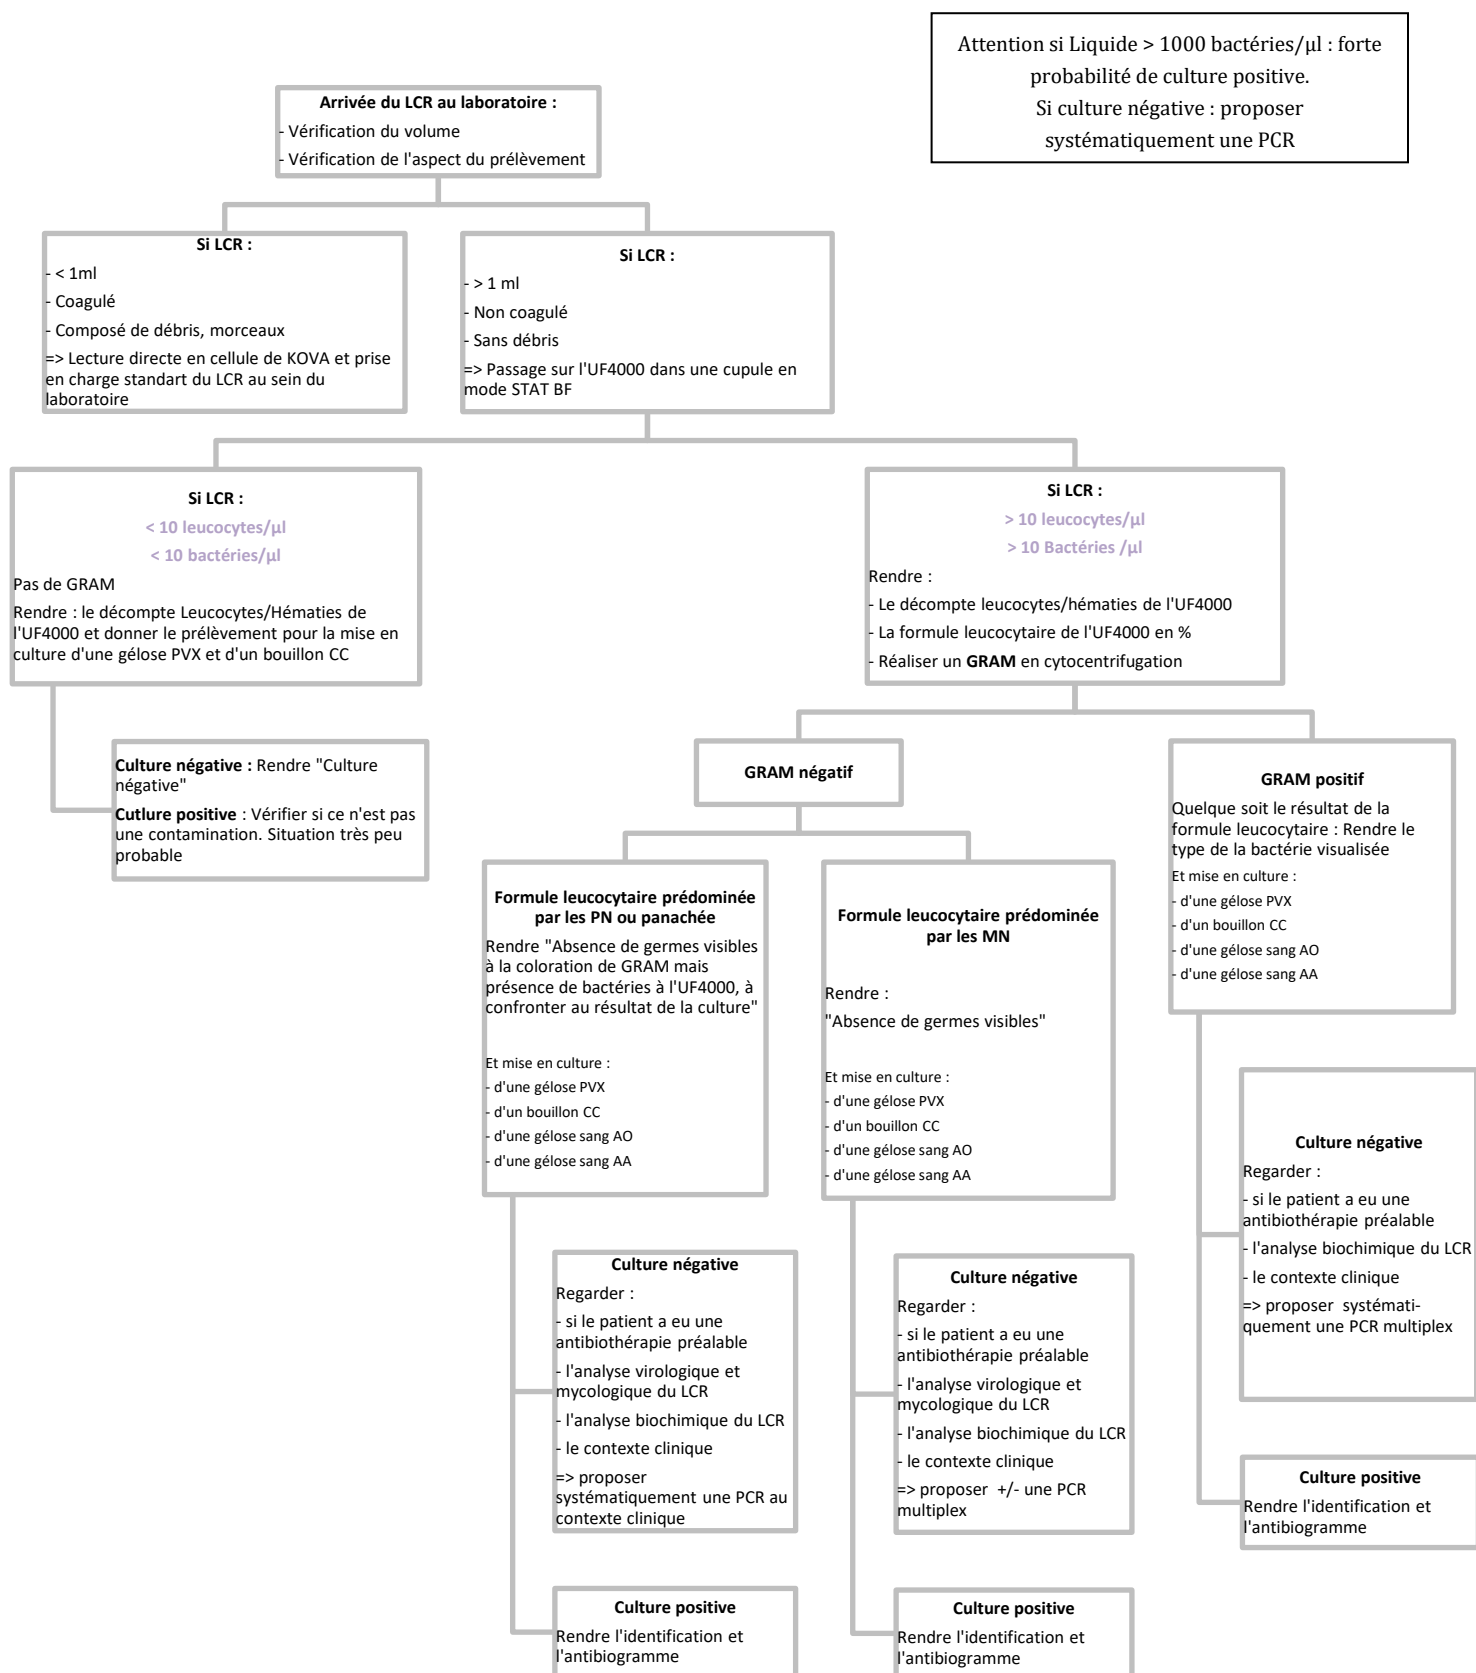 Attention si Liquide > 1000 bactéries/µl : forte
probabilité de culture positive.
Si culture négative : proposer
systématiquement une PCR
Arrivée du LCR au laboratoire :
- Vérification du volume
- Vérification de l'aspect du prélèvement
Si LCR :
- < 1ml
- Coagulé
- Composé de débris, morceaux
=> Lecture directe en cellule de KOVA et prise
en charge standart du LCR au sein du
laboratoire
Si LCR :
- > 1 ml
- Non coagulé
- Sans débris
=> Passage sur l'UF4000 dans une cupule en
mode STAT BF
Si LCR :
< 10 leucocytes/µl
< 10 bactéries/µl
Pas de GRAM
Rendre : le décompte Leucocytes/Hématies de
l'UF4000 et donner le prélèvement pour la mise en
culture d'une gélose PVX et d'un bouillon CC
Culture négative : Rendre "Culture
négative"
Cutlure positive : Vérifier si ce n'est pas
une contamination. Situation très peu
probable
Si LCR :
> 10 leucocytes/µl
> 10 Bactéries /µl
Rendre :
- Le décompte leucocytes/hématies de l'UF4000
- La formule leucocytaire de l'UF4000 en %
- Réaliser un GRAM en cytocentrifugation
GRAM négatif
Formule leucocytaire prédominée
par les PN ou panachée
Rendre "Absence de germes visibles
à la coloration de GRAM mais
présence de bactéries à l'UF4000, à
confronter au résultat de la culture"
Et mise en culture :
- d'une gélose PVX
- d'un bouillon CC
- d'une gélose sang AO
- d'une gélose sang AA
Culture négative
Regarder :
- si le patient a eu une
antibiothérapie préalable
- l'analyse virologique et
mycologique du LCR
- l'analyse biochimique du LCR
- le contexte clinique
=> proposer
systématiquement une PCR au
contexte clinique
Culture positive
Rendre l'identification et
l'antibiogramme
Formule leucocytaire prédominée
par les MN
Rendre :
"Absence de germes visibles"
Et mise en culture :
- d'une gélose PVX
- d'un bouillon CC
- d'une gélose sang AO
- d'une gélose sang AA
Culture négative
Regarder :
- si le patient a eu une
antibiothérapie préalable
- l'analyse virologique et
mycologique du LCR
- l'analyse biochimique du LCR
- le contexte clinique
=> proposer +/- une PCR
multiplex
Culture positive
Rendre l'identification et
l'antibiogramme
GRAM positif
Quelque soit le résultat de la
formule leucocytaire : Rendre le
type de la bactérie visualisée
Et mise en culture :
- d'une gélose PVX
- d'un bouillon CC
- d'une gélose sang AO
- d'une gélose sang AA
Culture négative
Regarder :
- si le patient a eu une
antibiothérapie préalable
- l'analyse biochimique du LCR
- le contexte clinique
=> proposer systémati-
quement une PCR multiplex
Culture positive
Rendre l'identification et
l'antibiogramme